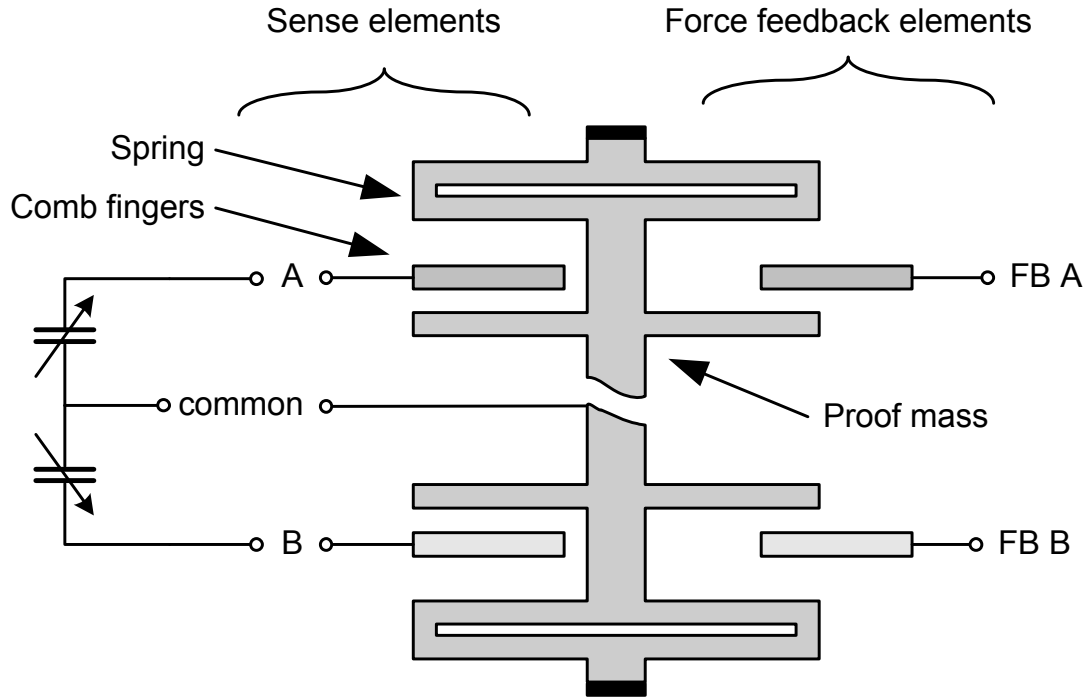 Sense elements
Force feedback elements
Spring
Comb fingers
A
FB A
common
Proof mass
B
FB B